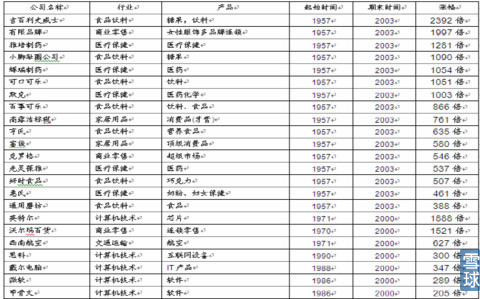 公司名称 行业 产品 起始时间 期末时间 涨幅
吉百利史威士 食品饮料 糖果，饮料 1957 2003 2392 倍
有限品牌 商业零售 女性服饰多品牌连锁 1957 2003 1997 倍
雅培制药 医疗保健 医疗保健 1957 2003 1281 倍
小脚趾圈公司 食品饮料 糖果 1957 2003 1090 倍
辉瑞制药 医疗保健 医药 1957 2003 1054 倍
可口可乐 食品饮料 饮料 1957 2003 1051 倍
默克 医疗保健 医药化学 1957 2003 1003 倍
百事可乐 食品饮料 饮料，食品 1957 2003 866 倍
高露洁棕榄 家居用品 消费品(牙膏) 1957 2003 761 倍
亨氏 食品饮料 营养食品 1957 2003 635 倍
宝侨 家居用品 顶级消费品 1957 2003 580 倍
克罗格 商业零售 超级市场 1957 2003 546 倍
先灵葆雅 医疗保健 医药 1957 2003 537 倍
好时食品 食品饮料 巧克力 1957 2003 507 倍
惠氏 医疗保健 奶粉，妇女保健 1957 2003 461 倍
通用磨坊 食品饮料 食品 1957 2003 388 倍
英特尔 计算机技术 芯片 1971 2000 1888 倍
沃尔玛百货 商业零售 连锁零售 1970 2000 1521 倍
西南航空 交通运输 航空 1971 2000 627 倍
思科 计算机技术 互联网设备 1990 2000 300 倍
戴尔电脑 计算机技术 IT 产品 1988 2000 347 倍
微软 计算机技术 软件 1986 2000 289 倍
甲骨文 计算机技术 软件 1986 2000 205 倍
雪球